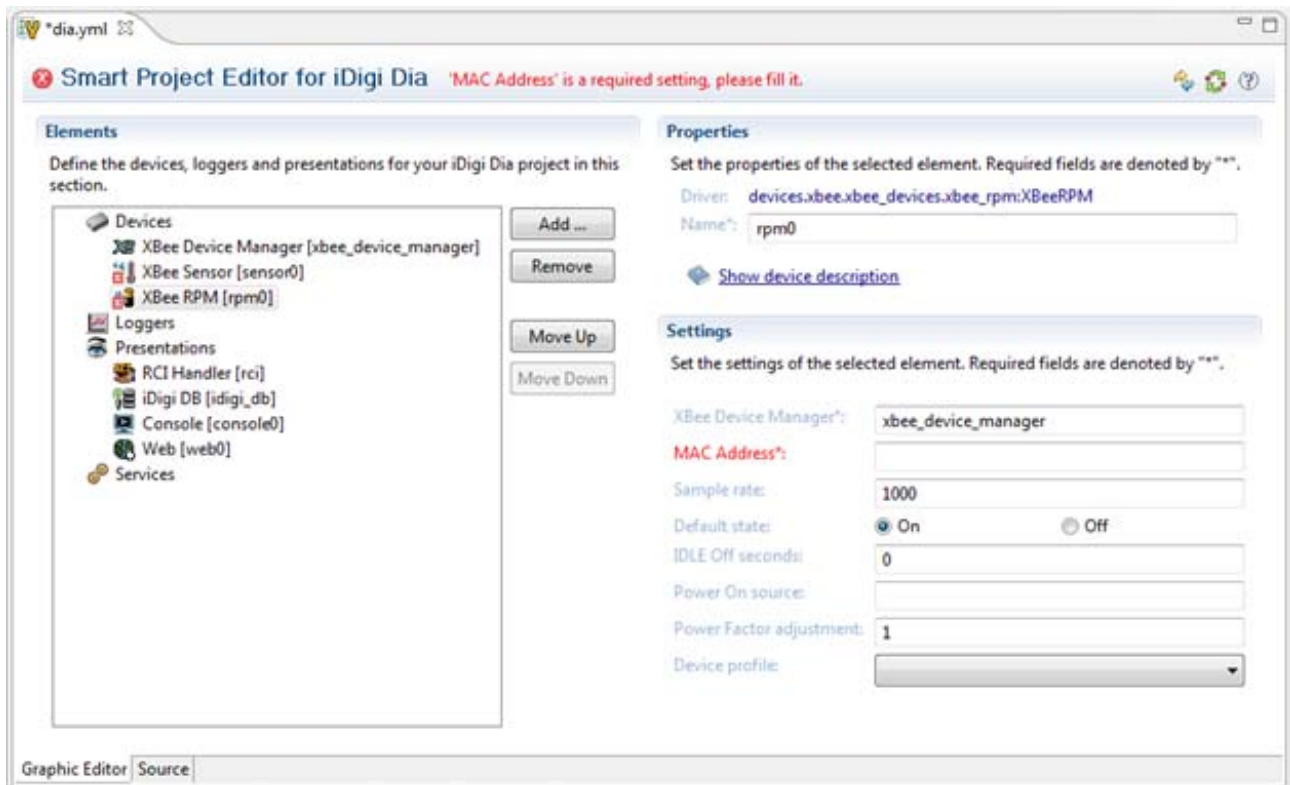 *dia.yml
Smart Project Editor for iDigi Dia 'MAC Address' is a required setting, please fill it.
Elements
Define the devices, loggers and presentations for your iDigi Dia project in this
section.
Devices
XBee Device Manager [xbee_device_manager]
XBee Sensor [sensor0]
XBee RPM [rpm0]
Loggers
Presentations
RCI Handler [rci]
iDigi DB [idigi_db]
Console [console0]
Web [web0]
Services
Add ...
Remove
Move Up
Move Down
Properties
Set the properties of the selected element. Required fields are denoted by "*".
Driver: devices.xbee.xbee_devices.xbee_rpm:XBeeRPM
Name*: rpm0
Show device description
Settings
Set the settings of the selected element. Required fields are denoted by "*".
XBee Device Manager*: xbee_device_manager
MAC Address*:
Sample rate: 1000
Default state: On Off
IDLE Off seconds: 0
Power On source:
Power Factor adjustment: 1
Device profile:
Graphic Editor Source